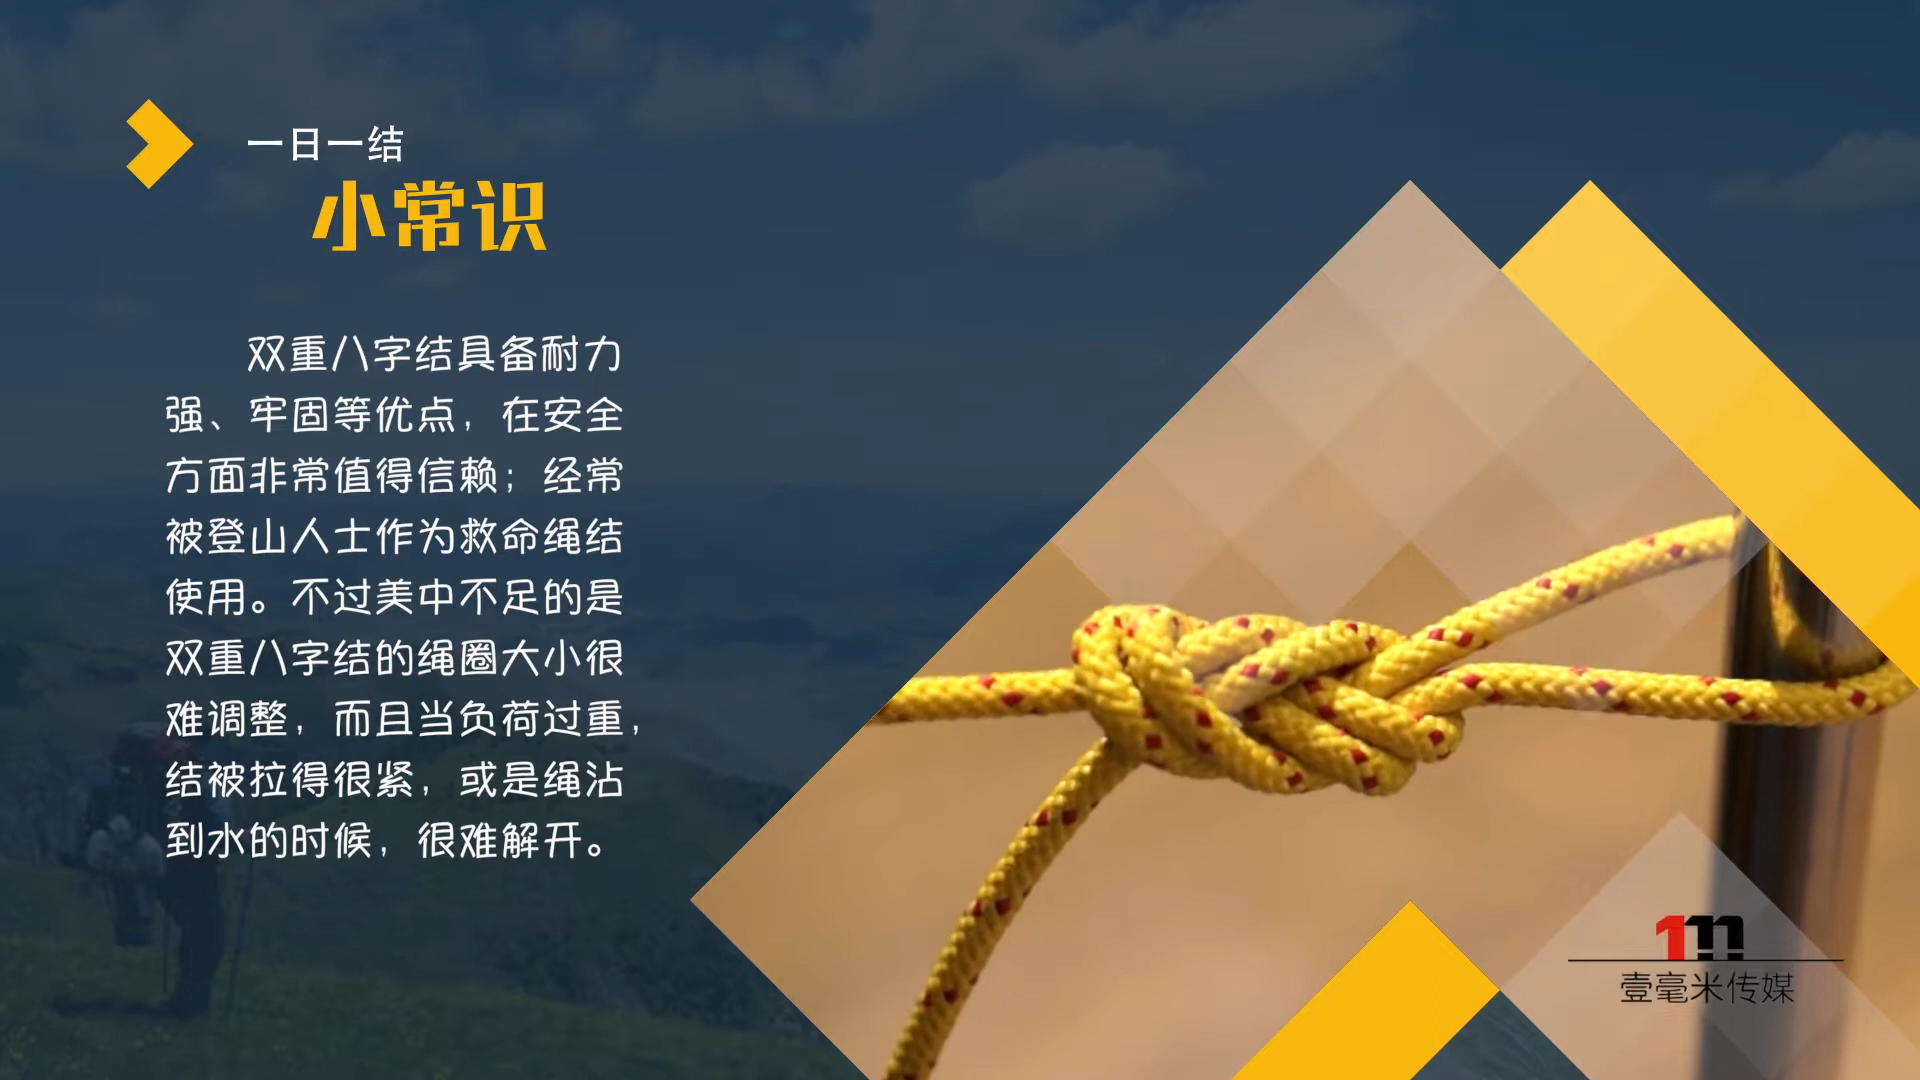 一日一结
小常识
双重八字结具备耐力
强、牢固等优点，在安全
方面非常值得信赖；经常
被登山人士作为救命绳结
使用。不过美中不足的是
双重八字结的绳圈大小很
难调整，而且当负荷过重，
结被拉得很紧，或是绳沾
到水的时候，很难解开。
1m
壹毫米传媒